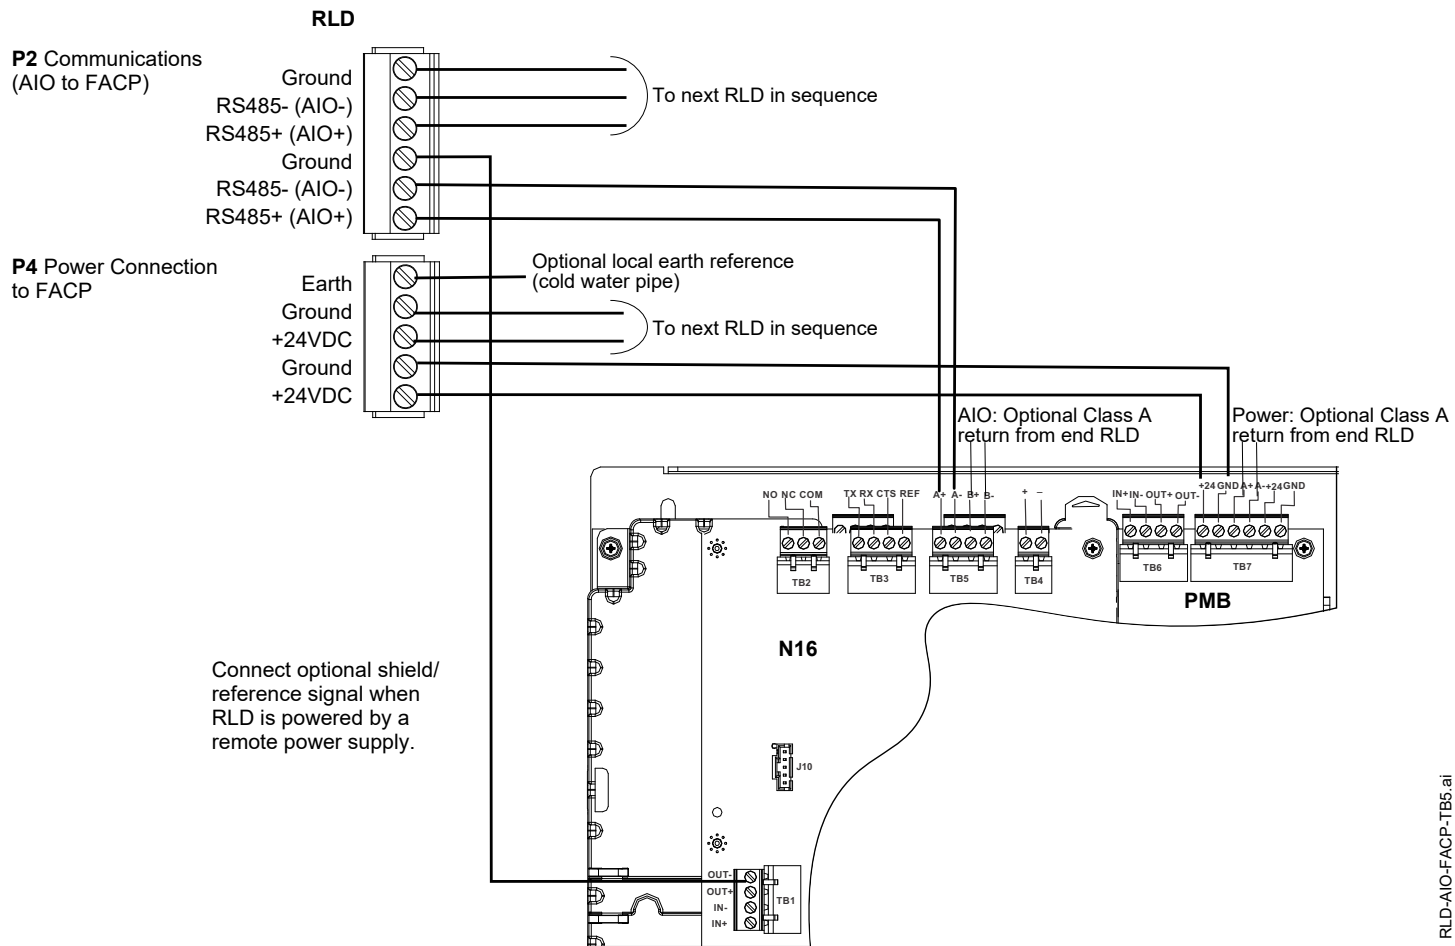 RLD
P2 Communications
(AIO to FACP)
Ground
RS485- (AIO-)
RS485+ (AIO+)
Ground
RS485- (AIO-)
RS485+ (AIO+)
To next RLD in sequence
P4 Power Connection
to FACP
Earth
Ground
+24VDC
Ground
+24VDC
Optional local earth reference
(cold water pipe)
To next RLD in sequence
AIO: Optional Class A
return from end RLD
Power: Optional Class A
return from end RLD
NO NC COM
TX RX CTS REF
A+ A- B+ B-
+ –
IN+ IN- OUT+ OUT-
+24 GND A+ A- +24 GND
TB2
TB3
TB5
TB4
TB6
TB7
PMB
N16
Connect optional shield/
reference signal when
RLD is powered by a
remote power supply.
J10
OUT-
OUT+
IN-
IN+
TB1
RLD-AIO-FACP-TB5.ai